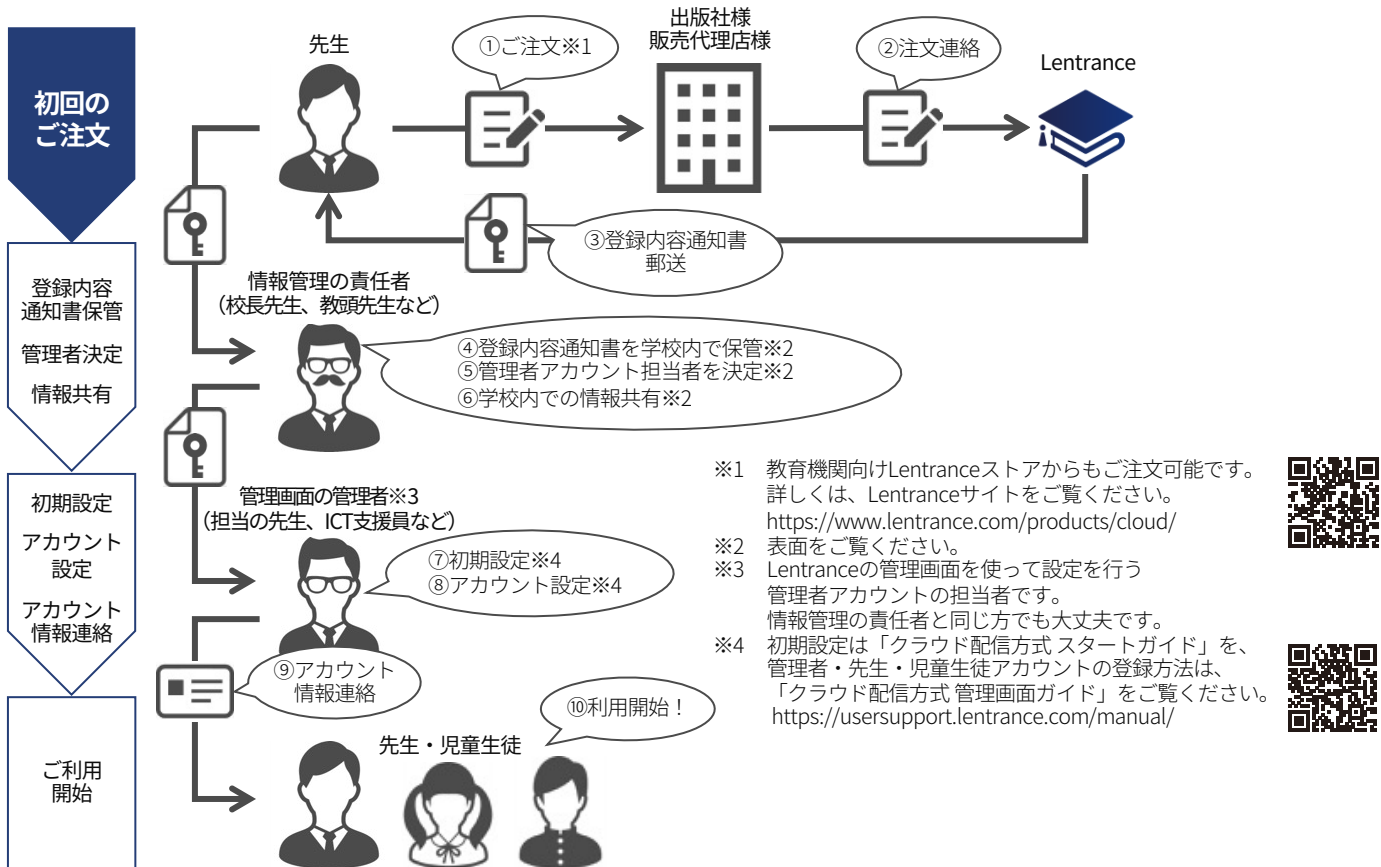 初回の
ご注文
先生
①ご注文※1
出版社様
販売代理店様
②注文連絡
Lentrance
③登録内容通知書
郵送
登録内容
通知書保管
管理者決定
情報共有
情報管理の責任者
（校長先生、教頭先生など）
④登録内容通知書を学校内で保管※2
⑤管理者アカウント担当者を決定※2
⑥学校内での情報共有※2
初期設定
アカウント
設定
アカウント
情報連絡
管理画面の管理者※3
（担当の先生、ICT支援員など）
⑦初期設定※4
⑧アカウント設定※4
⑨アカウント
情報連絡
ご利用
開始
先生・児童生徒
⑩利用開始！
※1 教育機関向けLentranceストアからもご注文可能です。
詳しくは、Lentranceサイトをご覧ください。
https://www.lentrance.com/products/cloud/
※2 表面をご覧ください。
※3 Lentranceの管理画面を使って設定を行う
管理者アカウントの担当者です。
情報管理の責任者と同じ方でも大丈夫です。
※4 初期設定は「クラウド配信方式 スタートガイド」を、
管理者・先生・児童生徒アカウントの登録方法は、
「クラウド配信方式 管理画面ガイド」をご覧ください。
https://usersupport.lentrance.com/manual/